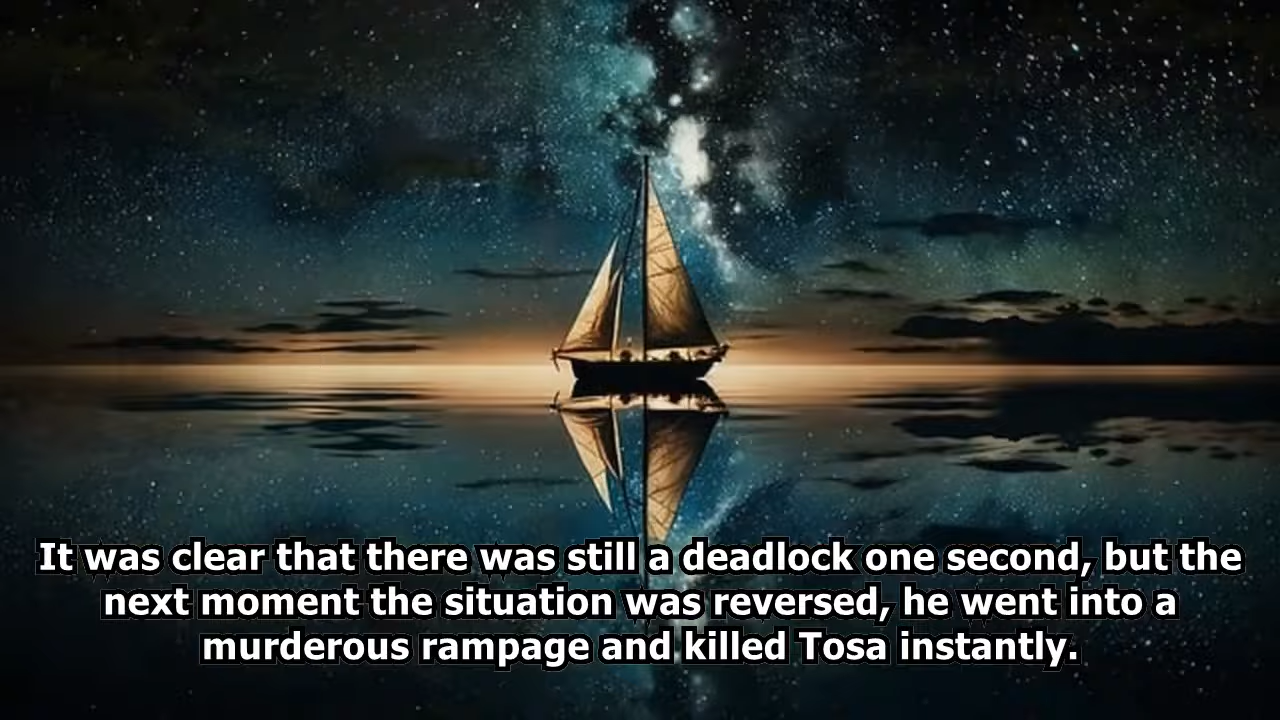 It was clear that there was still a deadlock one second, but the
next moment the situation was reversed, he went into a
murderous rampage and killed Tosa instantly.